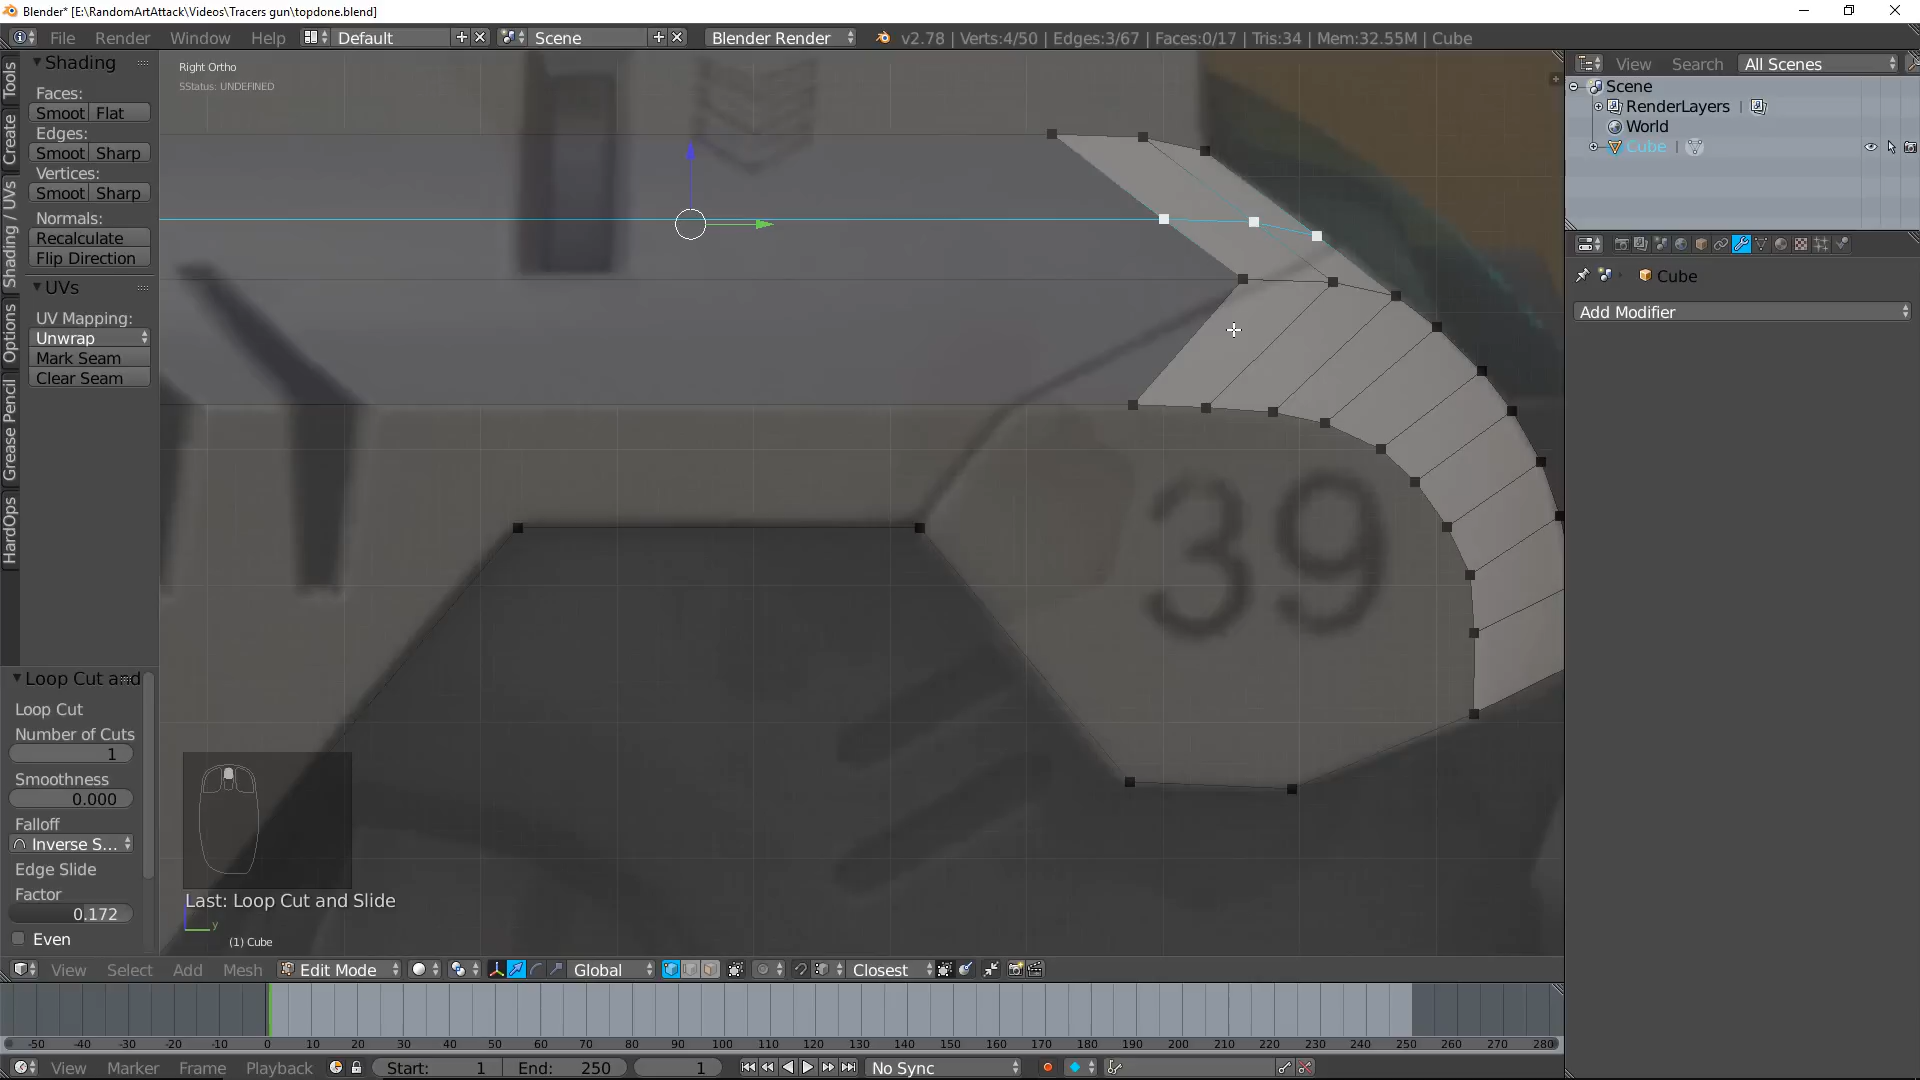 Blender* [E:\RandomArtAttack\Videos\Tracers gun\topdone.blend]
File Render Window Help Default Scene Blender Render v2.78 | Verts:4/50 | Edges:3/67 | Faces:0/17 | Tris:34 | Mem:32.55M | Cube
Tools
Create
Shading / UVs
Options
Grease Pencil
HardOps
Shading
Faces:
Smoot Flat
Edges:
Smoot Sharp
Vertices:
Smoot Sharp
Normals:
Recalculate
Flip Direction
UVs
UV Mapping:
Unwrap
Mark Seam
Clear Seam
Loop Cut and
Loop Cut
Number of Cuts
1
Smoothness
0.000
Falloff
Inverse S...
Edge Slide
Factor
0.172
Even
Right Ortho
SStatus: UNDEFINED
39
Last: Loop Cut and Slide
y
(1) Cube
View Select Add Mesh Edit Mode Global Closest
-50 -40 -30 -20 -10 0 10 20 30 40 50 60 70 80 90 100 110 120 130 140 150 160 170 180 190 200 210 220 230 240 250 260 270 280
View Marker Frame Playback Start: 1 End: 250 1 No Sync
View Search All Scenes
Scene
RenderLayers |
World
Cube |
Cube
Add Modifier